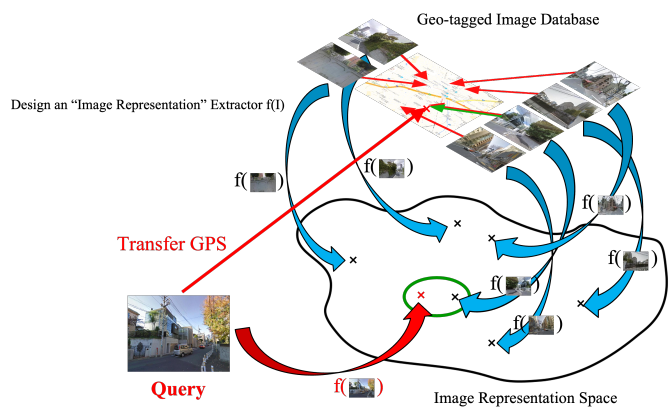 Geo-tagged Image Database
Design an “Image Representation” Extractor f(I)
f( )
f( )
f( )
Transfer GPS
f( )
f( )
f( )
Query
f( )
Image Representation Space